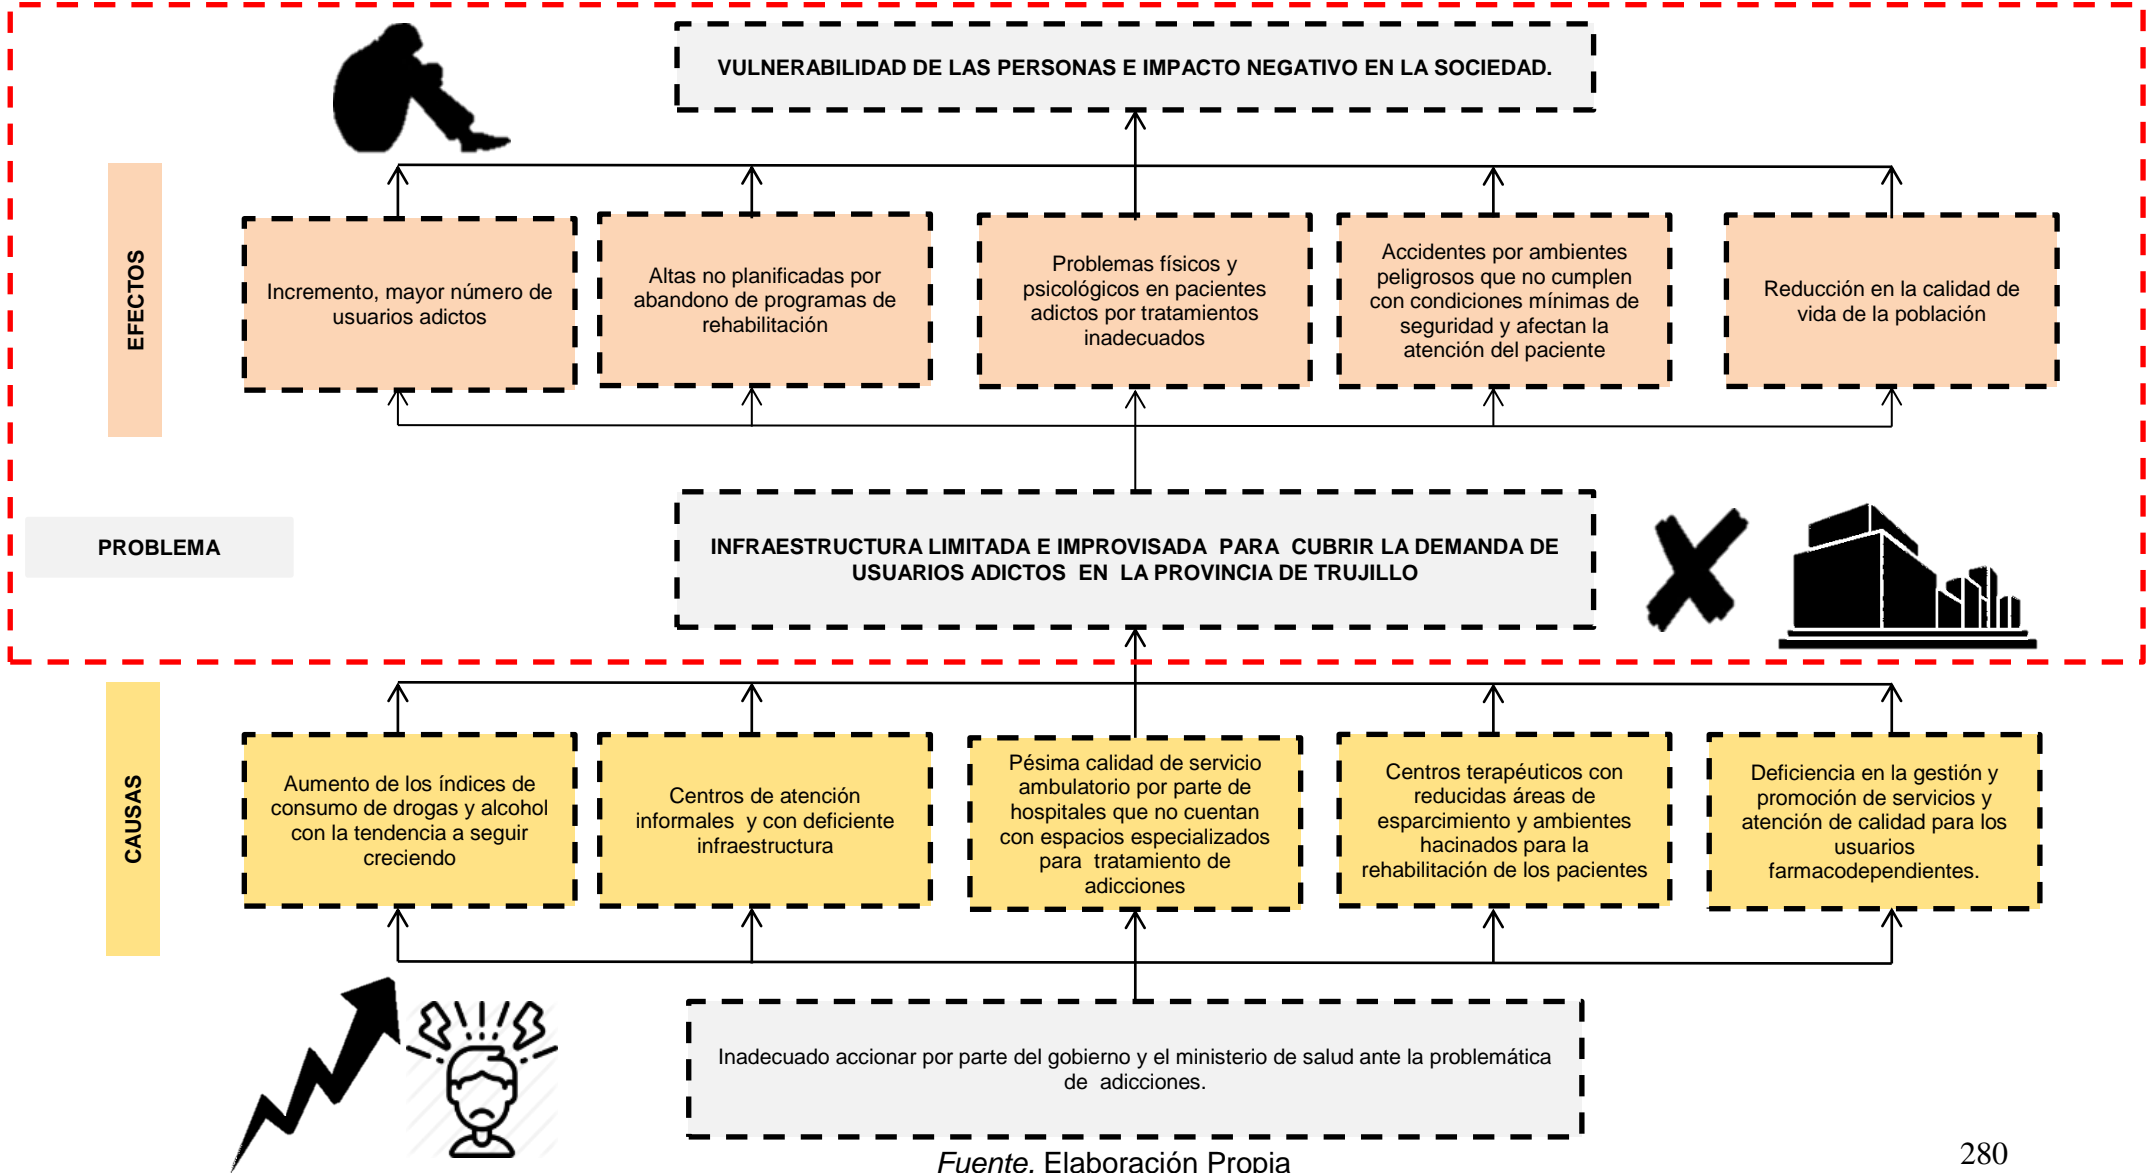 VULNERABILIDAD DE LAS PERSONAS E IMPACTO NEGATIVO EN LA SOCIEDAD.
EFECTOS
Incremento, mayor número de
usuarios adictos
Altas no planificadas por
abandono de programas de
rehabilitación
Problemas físicos y
psicológicos en pacientes
adictos por tratamientos
inadecuados
Accidentes por ambientes
peligrosos que no cumplen
con condiciones mínimas de
seguridad y afectan la
atención del paciente
Reducción en la calidad de
vida de la población
PROBLEMA
INFRAESTRUCTURA LIMITADA E IMPROVISADA PARA CUBRIR LA DEMANDA DE
USUARIOS ADICTOS EN LA PROVINCIA DE TRUJILLO
CAUSAS
Aumento de los índices de
consumo de drogas y alcohol
con la tendencia a seguir
creciendo
Centros de atención
informales y con deficiente
infraestructura
Pésima calidad de servicio
ambulatorio por parte de
hospitales que no cuentan
con espacios especializados
para tratamiento de
adicciones
Centros terapéuticos con
reducidas áreas de
esparcimiento y ambientes
hacinados para la
rehabilitación de los pacientes
Deficiencia en la gestión y
promoción de servicios y
atención de calidad para los
usuarios
farmacodependientes.
Inadecuado accionar por parte del gobierno y el ministerio de salud ante la problemática
de adicciones.
Fuente. Elaboración Propia
280